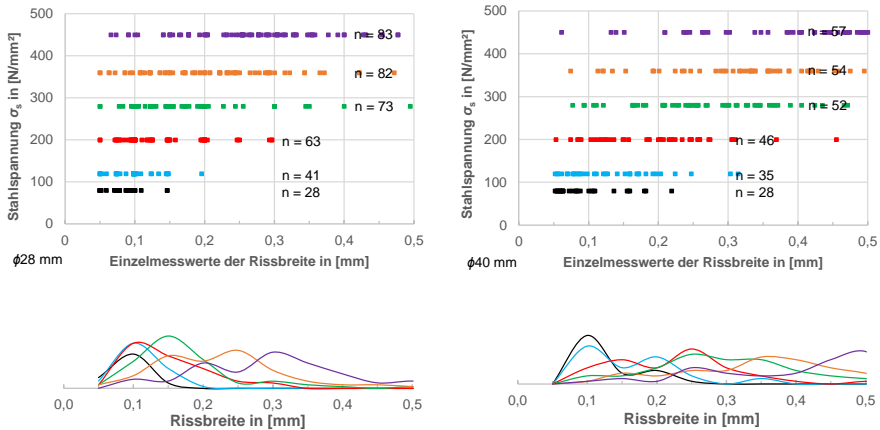 500
400
300
200
100
0
Stahlspannung σs in [N/mm²]
n = 83
n = 82
n = 73
n = 63
n = 41
n = 28
0 0,1 0,2 0,3 0,4 0,5
ϕ28 mm
Einzelmesswerte der Rissbreite in [mm]
500
400
300
200
100
0
Stahlspannung σs in [N/mm²]
n = 57
n = 54
n = 52
n = 46
n = 35
n = 28
0 0,1 0,2 0,3 0,4 0,5
ϕ40 mm
Einzelmesswerte der Rissbreite in [mm]
0,0 0,1 0,2 0,3 0,4 0,5
Rissbreite in [mm]
0,0 0,1 0,2 0,3 0,4 0,5
Rissbreite in [mm]